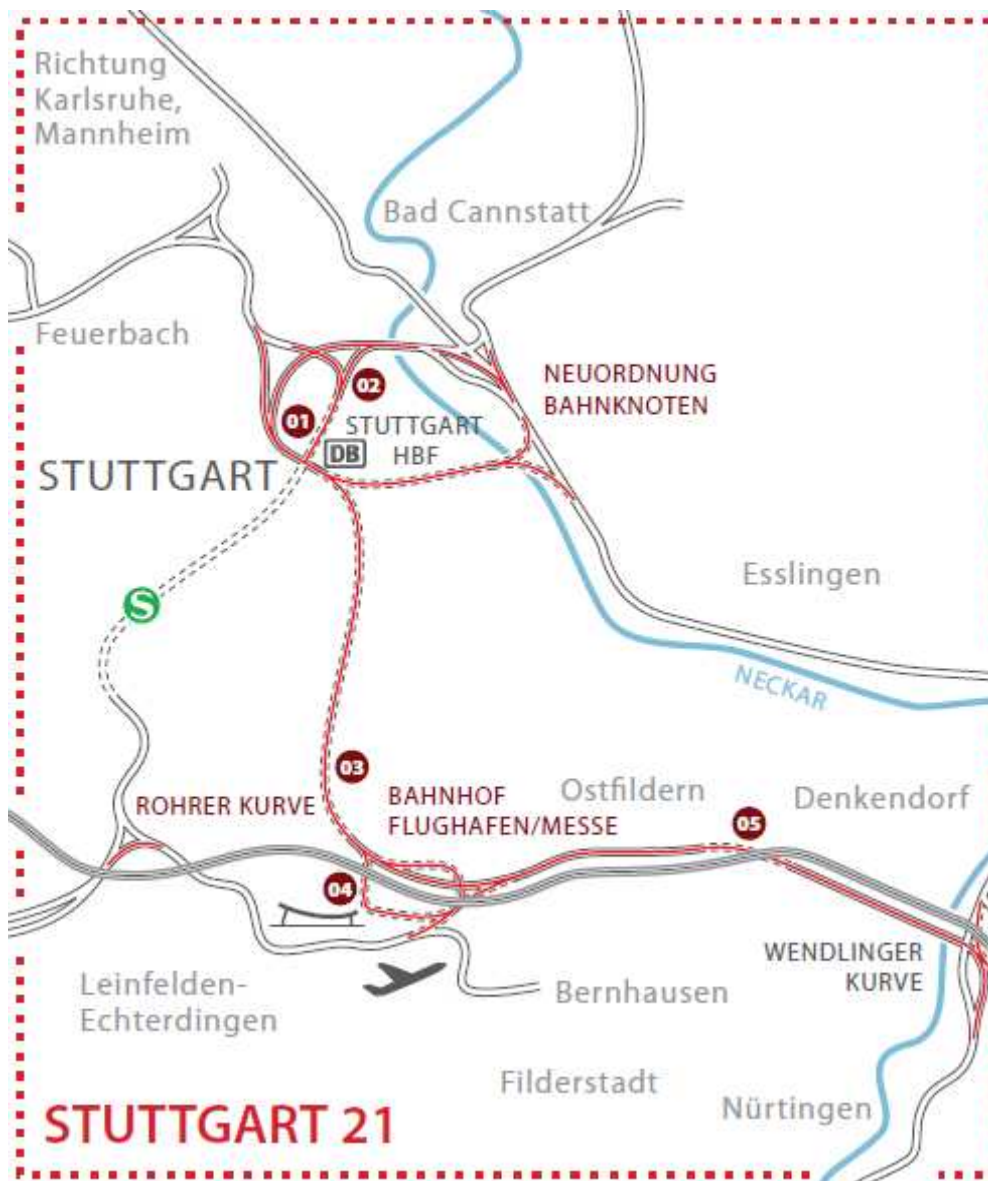 Richtung
Karlsruhe,
Mannheim
Bad Cannstatt
Feuerbach
02
NEUORDNUNG
BAHNKNOTEN
01
STUTTGART
HBF
DB
STUTTGART
Esslingen
S
NECKAR
03
ROHRER KURVE
BAHNHOF
FLUGHAFEN/MESSE
Ostfildern
Denkendorf
05
04
WENDLINGER
KURVE
Leinfelden-
Echterdingen
Bernhausen
Filderstadt
Nürtingen
STUTTGART 21